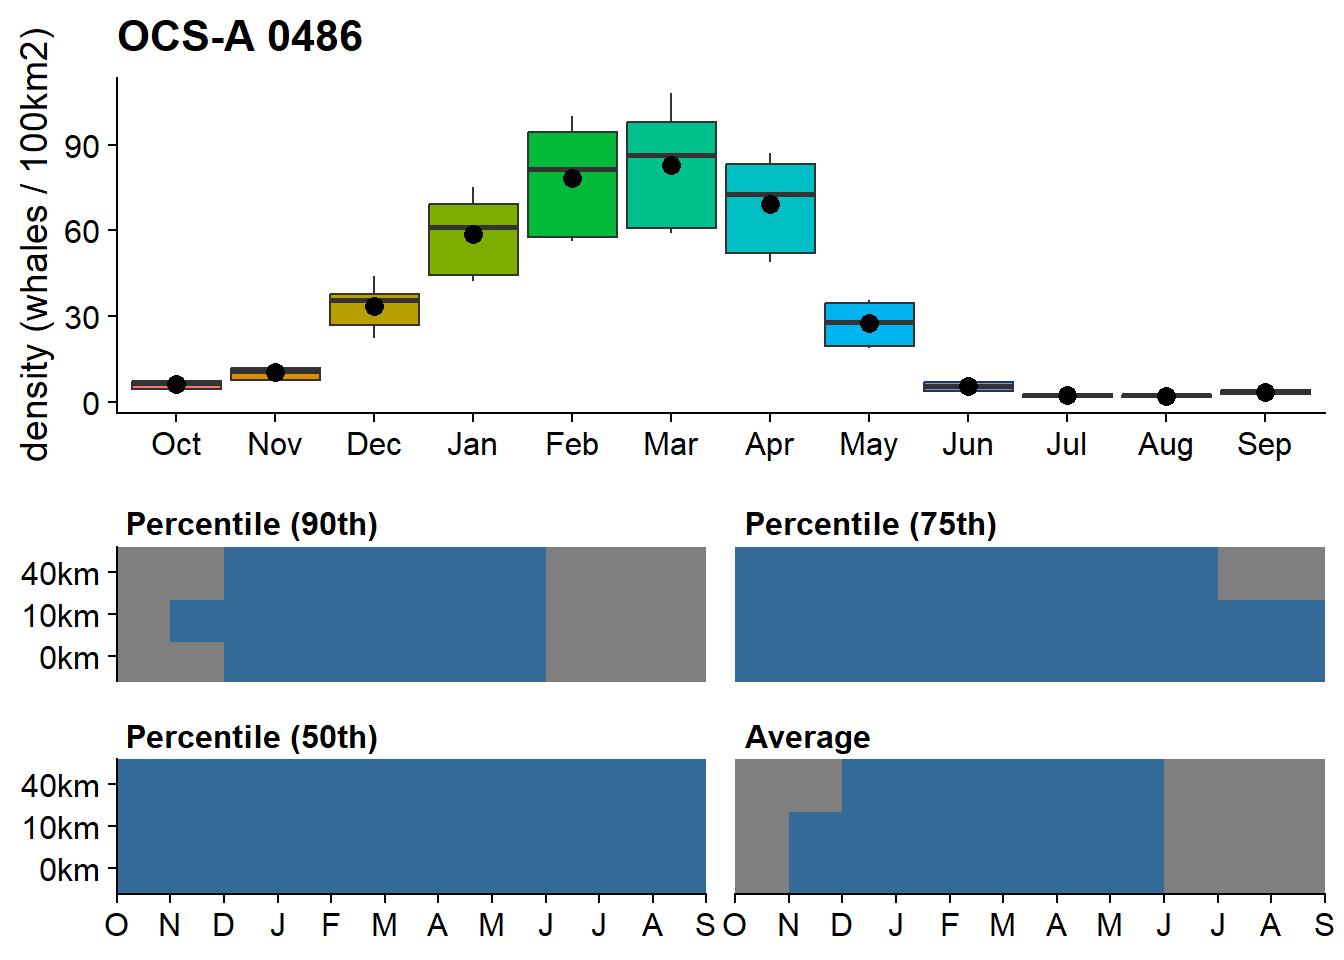 OCS-A 0486
density (whales / 100km2)
90
60
30
0
Oct Nov Dec Jan Feb Mar Apr May Jun Jul Aug Sep
Percentile (90th) Percentile (75th)
40km
10km
0km
Percentile (50th) Average
40km
10km
0km
O N D J F M A M J J A S O N D J F M A M J J A S